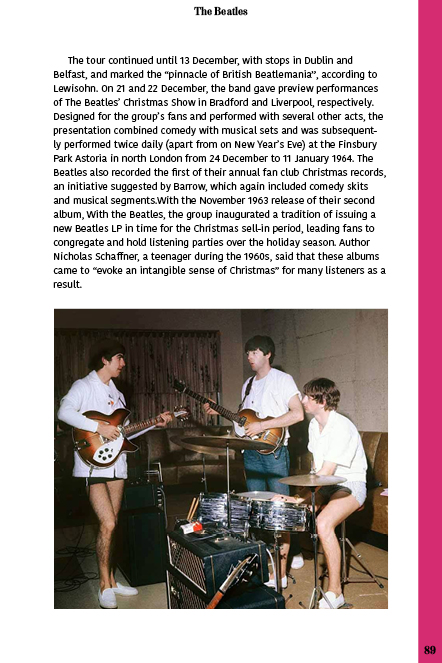 The Beatles
The tour continued until 13 December, with stops in Dublin and
Belfast, and marked the “pinnacle of British Beatlemania”, according to
Lewisohn. On 21 and 22 December, the band gave preview performances
of The Beatles’ Christmas Show in Bradford and Liverpool, respectively.
Designed for the group’s fans and performed with several other acts, the
presentation combined comedy with musical sets and was subsequent-
ly performed twice daily (apart from on New Year’s Eve) at the Finsbury
Park Astoria in north London from 24 December to 11 January 1964. The
Beatles also recorded the first of their annual fan club Christmas records,
an initiative suggested by Barrow, which again included comedy skits
and musical segments.With the November 1963 release of their second
album, With the Beatles, the group inaugurated a tradition of issuing a
new Beatles LP in time for the Christmas sell-in period, leading fans to
congregate and hold listening parties over the holiday season. Author
Nicholas Schaffner, a teenager during the 1960s, said that these albums
came to “evoke an intangible sense of Christmas” for many listeners as a
result.
89